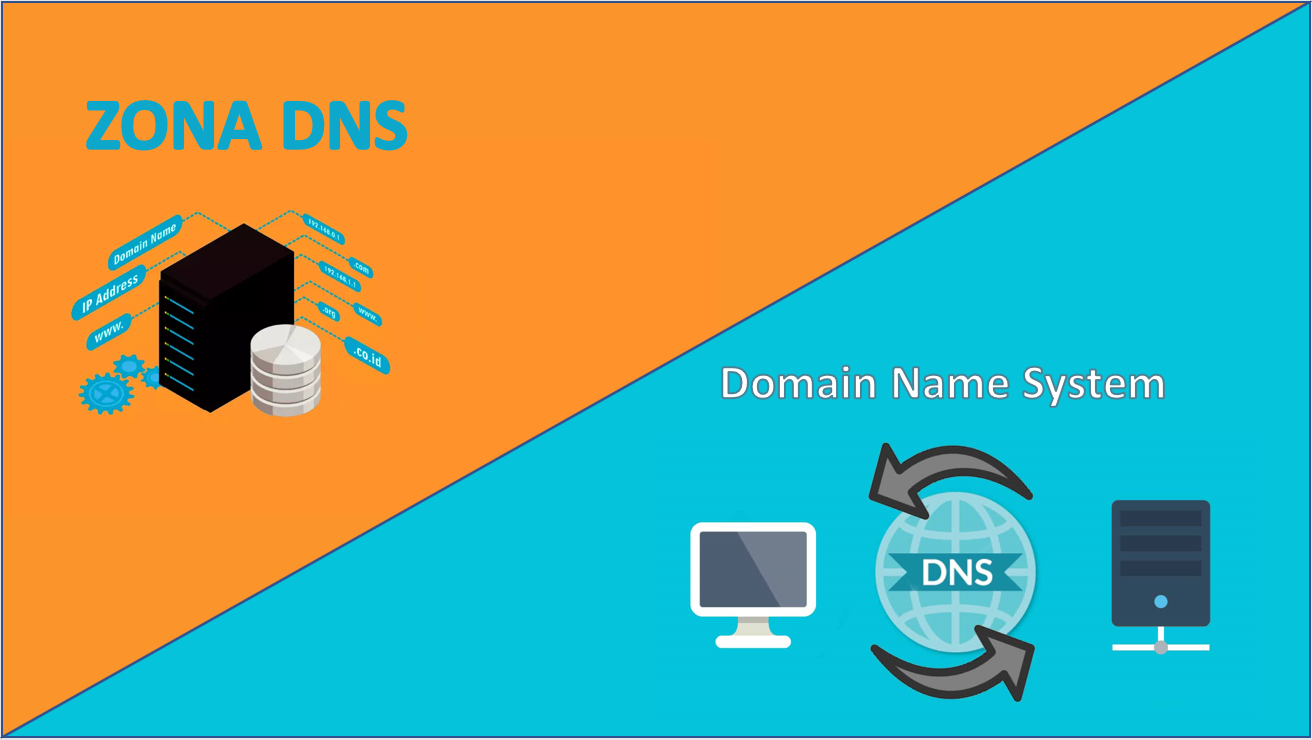 ZONA DNS
Domain Name
IP Address
www.
192.168.0.1
.com
192.168.1.1
.org
www.
.co.id
Domain Name System
DNS